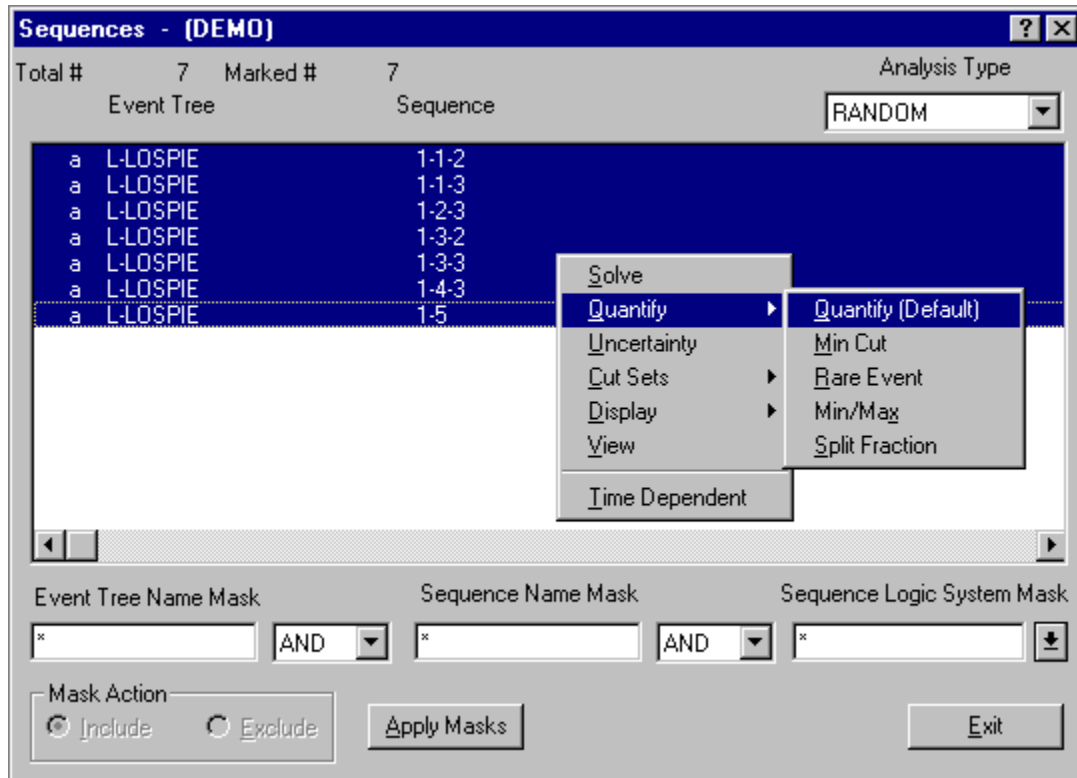 Sequences - (DEMO)
Total # 7 Marked # 7 Analysis Type
Event Tree Sequence
RANDOM
a L-LOSPIE 1-1-2
a L-LOSPIE 1-1-3
a L-LOSPIE 1-2-3
a L-LOSPIE 1-3-2
a L-LOSPIE 1-3-3
a L-LOSPIE 1-4-3
a L-LOSPIE 1-5
Solve
Quantify
Uncertainty
Cut Sets
Display
View
Time Dependent
Quantify (Default)
Min Cut
Rare Event
Min/Max
Split Fraction
Event Tree Name Mask Sequence Name Mask Sequence Logic System Mask
* AND * AND *
Mask Action
Include Exclude Apply Masks Exit